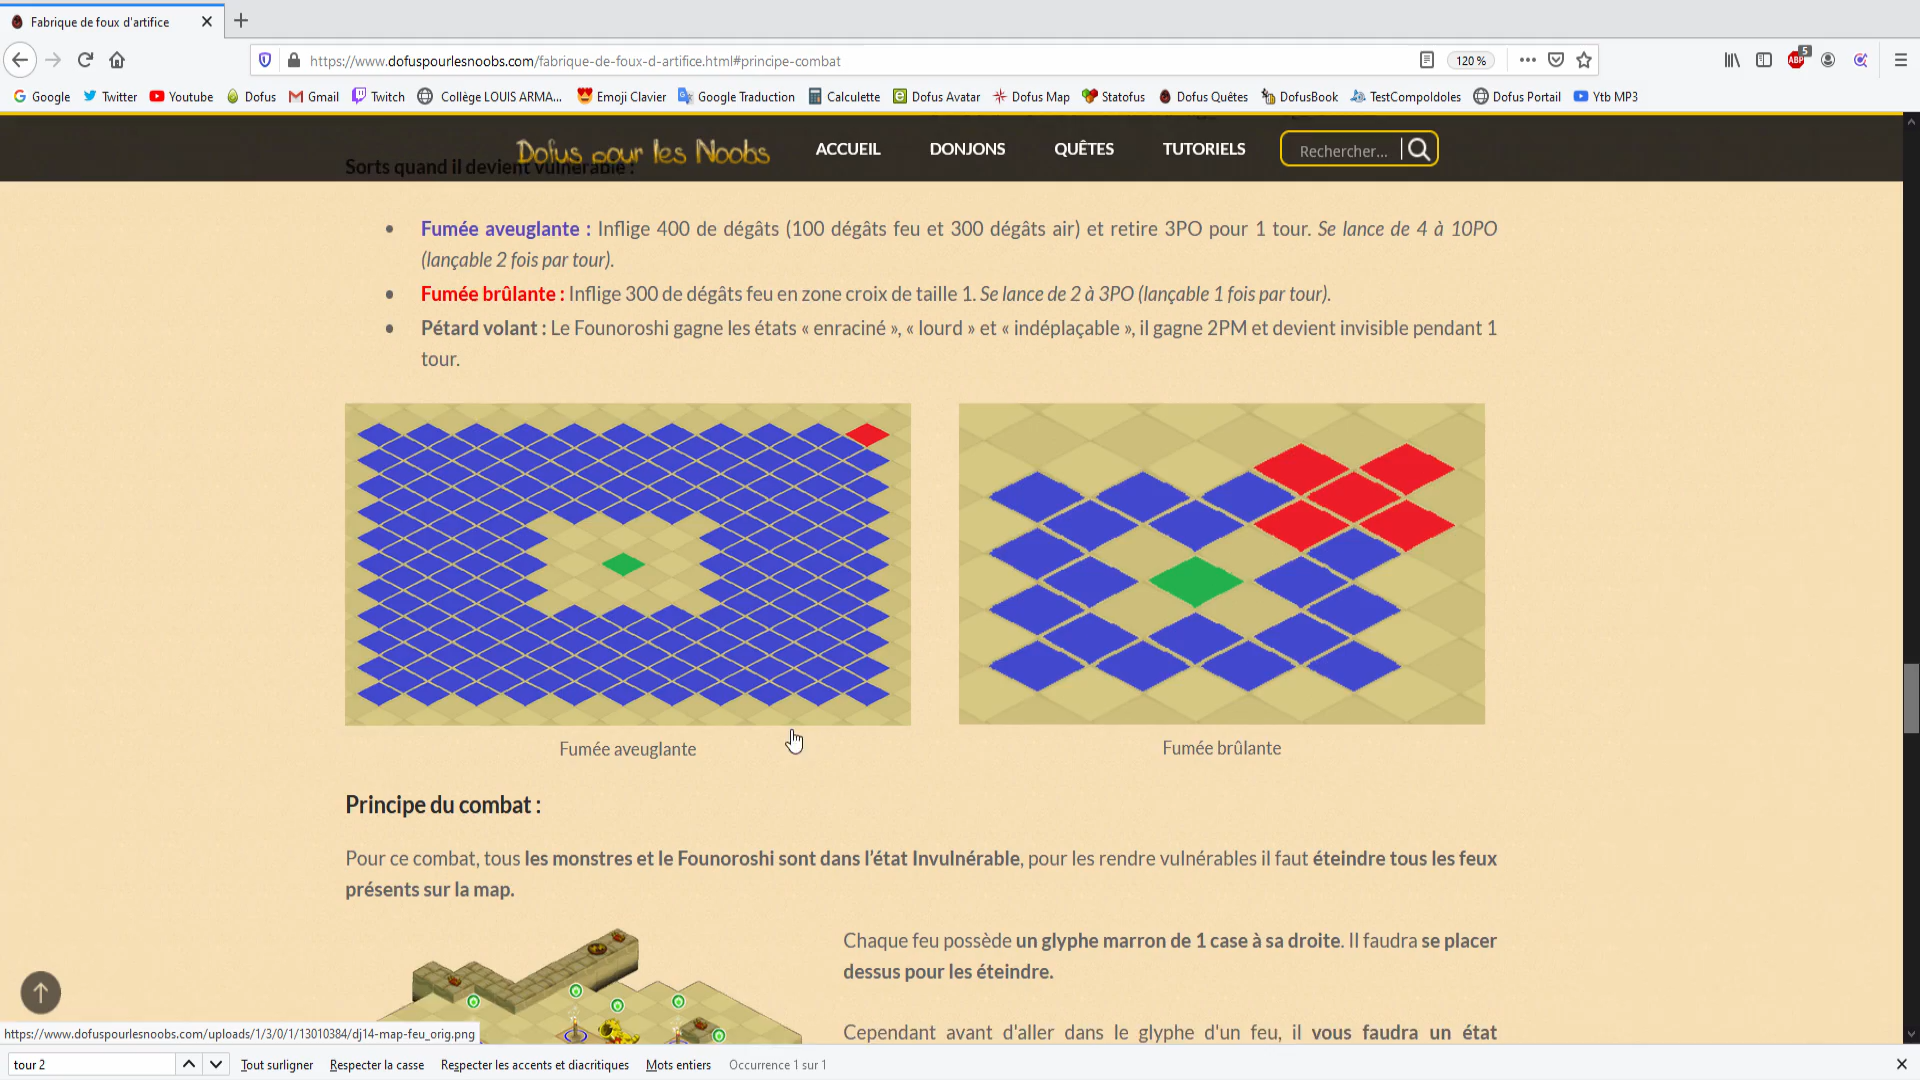 Fabrique de foux d'artifice
https://www.dofuspourlesnoobs.com/fabrique-de-foux-d-artifice.html#principe-combat
120 %
5
ABP
Google Twitter Youtube Dofus Gmail Twitch Collège LOUIS ARMA... Emoji Clavier Google Traduction Calculette Dofus Avatar Dofus Map Statofus Dofus Quêtes DofusBook TestCompoIdoles Dofus Portail Ytb MP3
Dofus pour les Noobs ACCUEIL DONJONS QUÊTES TUTORIELS Rechercher...
Sorts quand il devient vulnérable :
Fumée aveuglante : Inflige 400 de dégâts (100 dégâts feu et 300 dégâts air) et retire 3PO pour 1 tour. Se lance de 4 à 10PO
(lançable 2 fois par tour).
Fumée brûlante : Inflige 300 de dégâts feu en zone croix de taille 1. Se lance de 2 à 3PO (lançable 1 fois par tour).
Pétard volant : Le Founoroshi gagne les états « enraciné », « lourd » et « indéplaçable », il gagne 2PM et devient invisible pendant 1
tour.
Fumée aveuglante
Fumée brûlante
Principe du combat :
Pour ce combat, tous les monstres et le Founoroshi sont dans l'état Invulnérable, pour les rendre vulnérables il faut éteindre tous les feux
présents sur la map.
Chaque feu possède un glyphe marron de 1 case à sa droite. Il faudra se placer
dessus pour les éteindre.
Cependant avant d'aller dans le glyphe d'un feu, il vous faudra un état
https://www.dofuspourlesnoobs.com/uploads/1/3/0/1/13010384/dj14-map-feu_orig.png
tour 2 Tout surligner Respecter la casse Respecter les accents et diacritiques Mots entiers Occurrence 1 sur 1